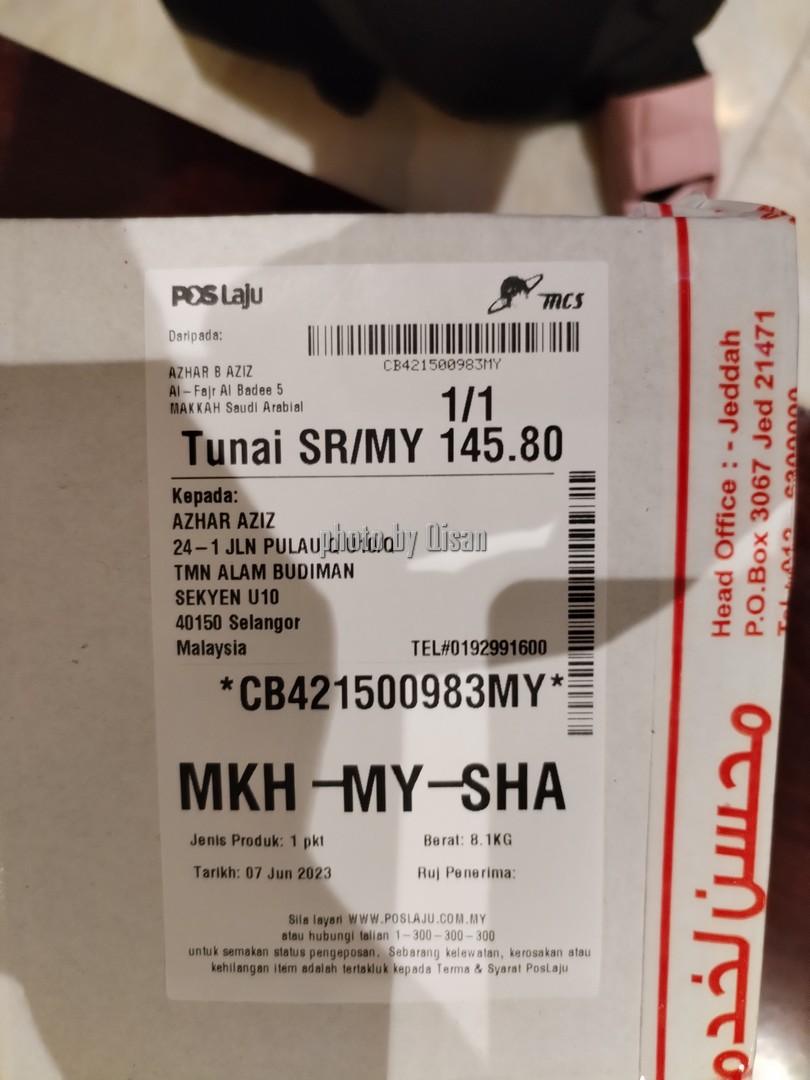 POS Laju
MCS
Daripada:
CB421500983MY
AZHAR B AZIZ
Al-Fajr Al Badee 5
MAKKAH Saudi Arabial
1/1
Tunai SR/MY 145.80
Kepada:
AZHAR AZIZ
24-1 JLN PULAU
photo by Qisan
TMN ALAM BUDIMAN
SEKYEN U10
40150 Selangor
Malaysia
TEL#0192991600
*CB421500983MY*
MKH-MY-SHA
Jenis Produk: 1 pkt
Berat: 8.1KG
Tarikh: 07 Jun 2023
Ruj Penerima:
Sila layari WWW.POSLAJU.COM.MY
atau hubungi talian 1-300-300-300
untuk semakan status pengeposan. Sebarang kelewatan, kerosakan atau
kehilangan item adalah tertakluk kepada Terma & Syarat PosLaju
Head Office : - Jeddah
P.O.Box 3067 Jed 21471
محسن